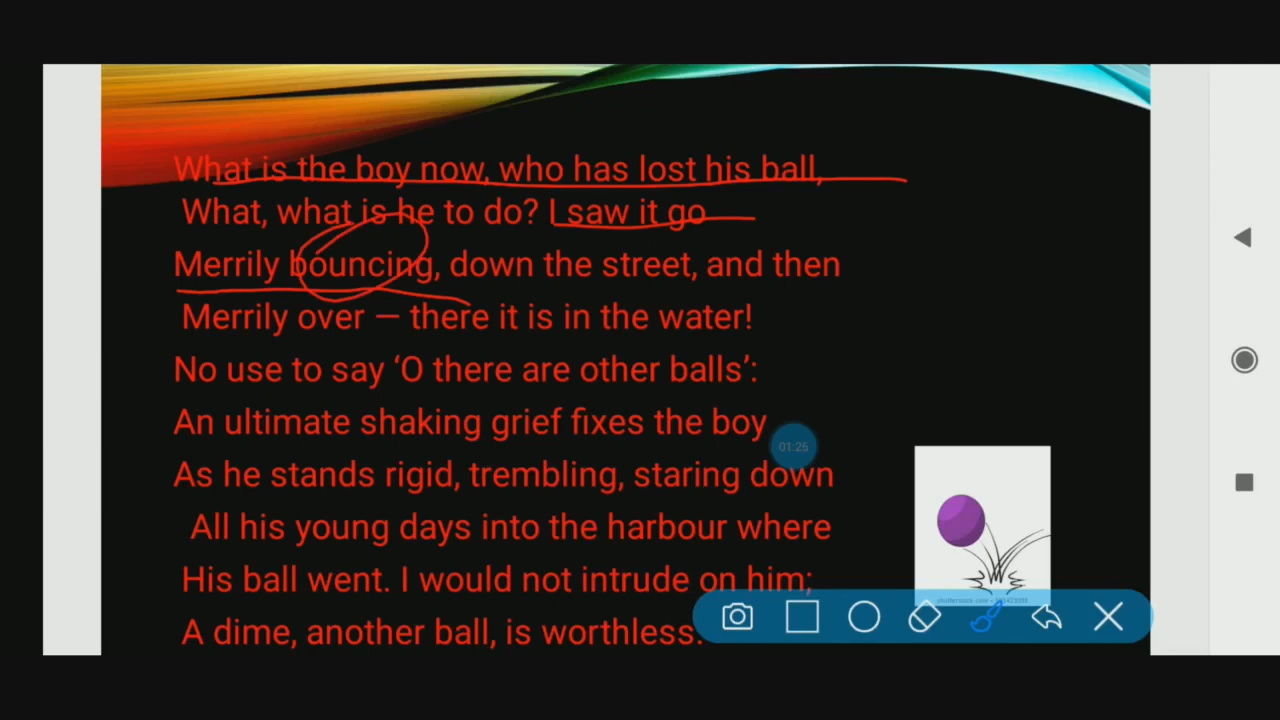 What is the boy now, who has lost his ball,
What, what is he to do? I saw it go
Merrily bouncing, down the street, and then
Merrily over — there it is in the water!
No use to say ‘O there are other balls’:
An ultimate shaking grief fixes the boy
01:25
As he stands rigid, trembling, staring down
All his young days into the harbour where
His ball went. I would not intrude on him;
A dime, another ball, is worthless.